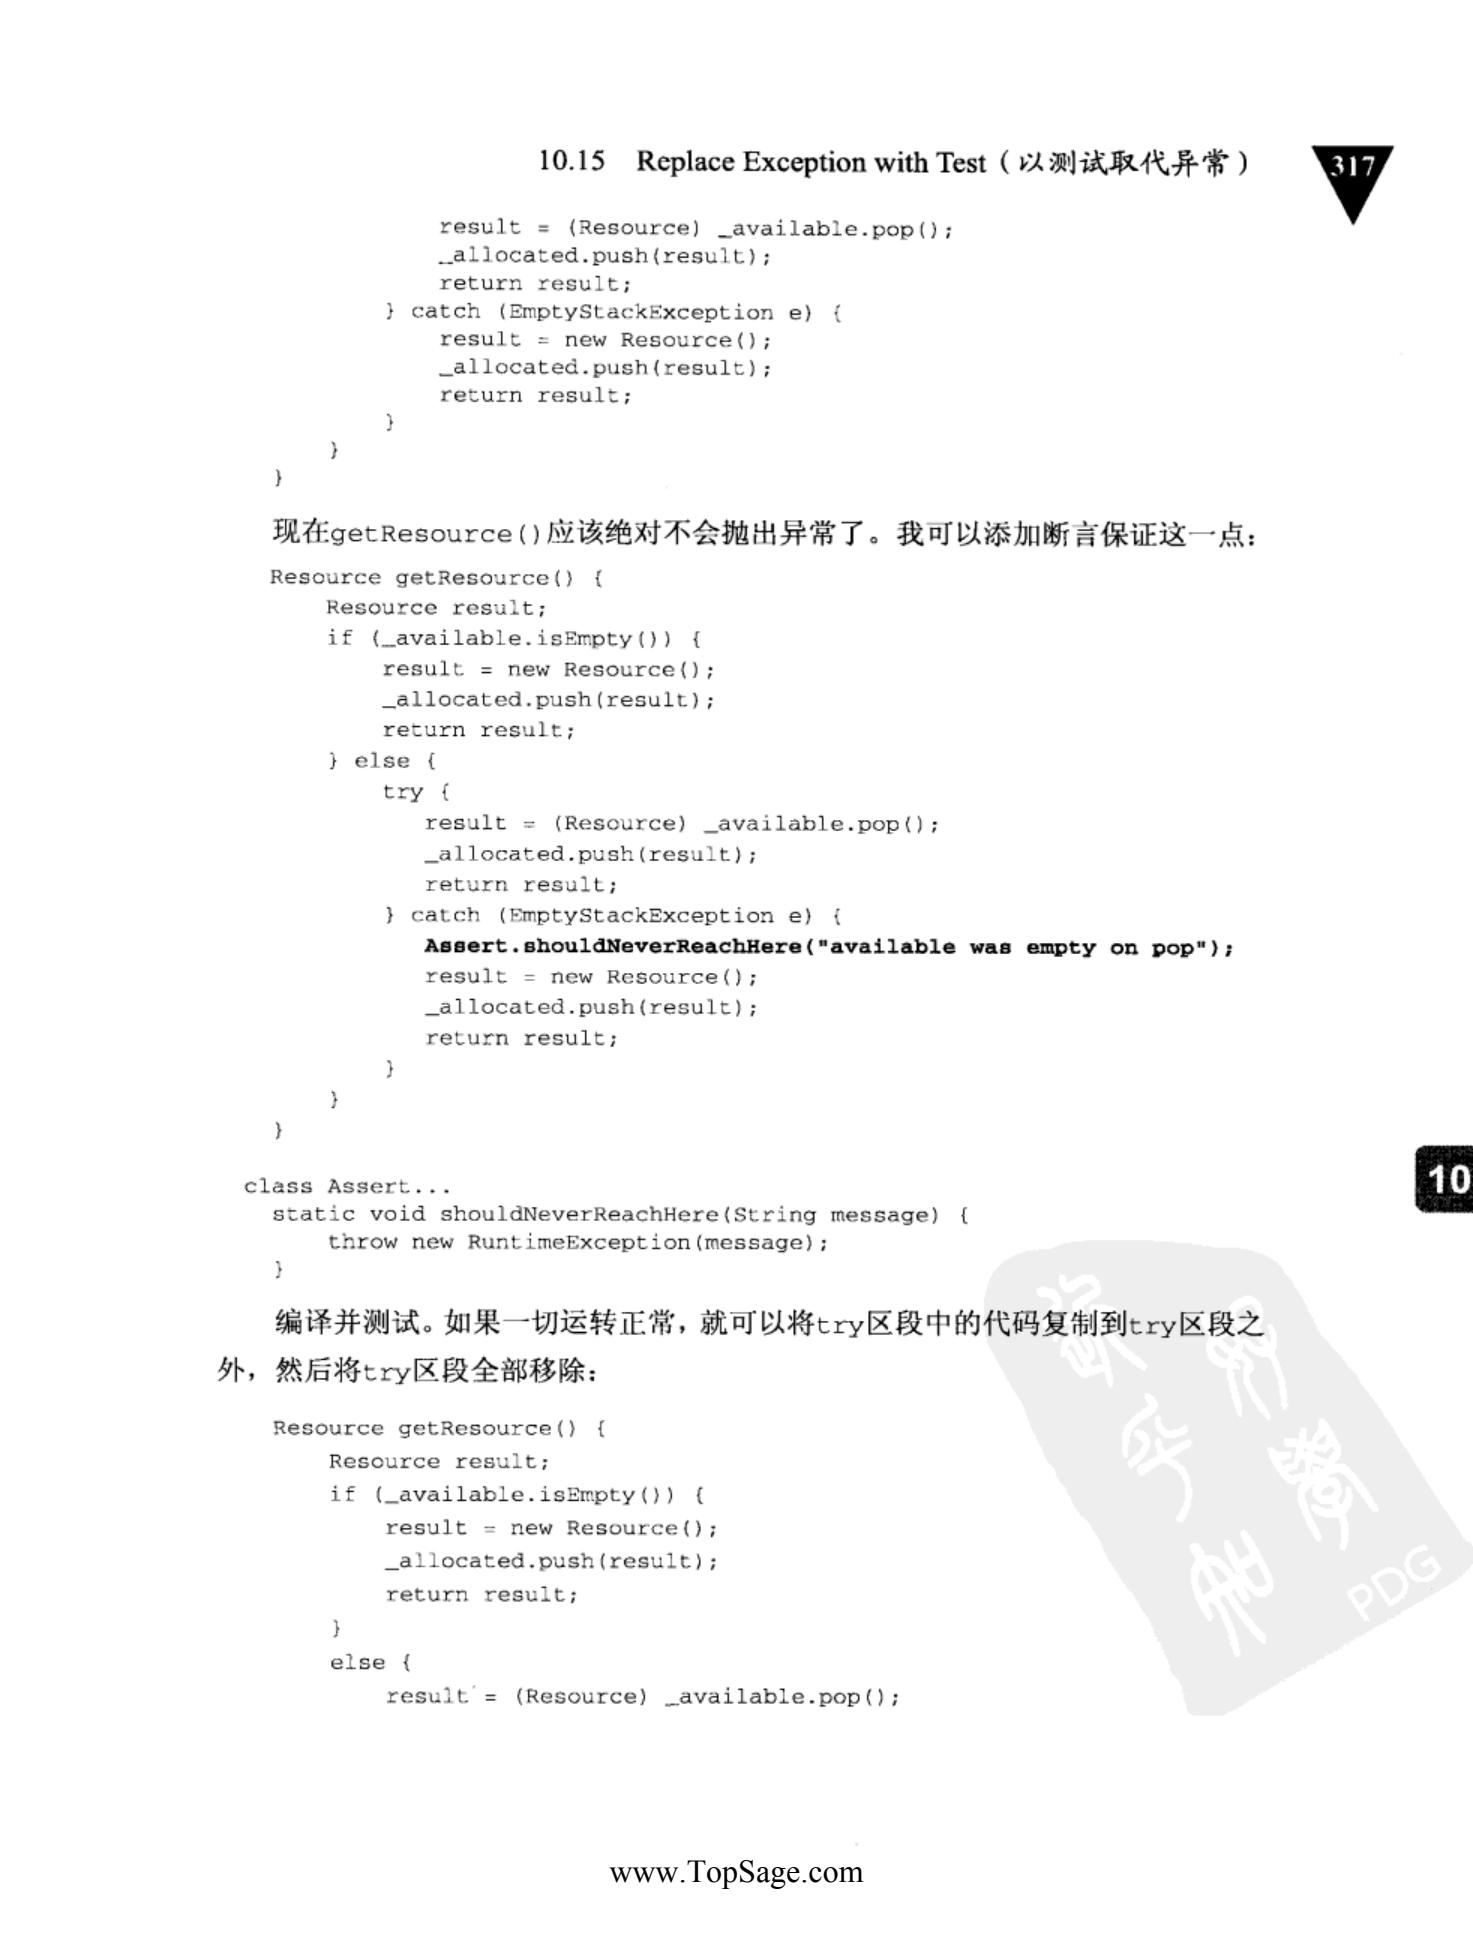 10.15 Replace Exception with Test（以测试取代异常）
317
result = (Resource) _available.pop();
_allocated.push(result);
return result;
} catch (EmptyStackException e) {
result = new Resource();
_allocated.push(result);
return result;
}
}
}
现在getResource()应该绝对不会抛出异常了。我可以添加断言保证这一点：
Resource getResource() {
Resource result;
if (_available.isEmpty()) {
result = new Resource();
_allocated.push(result);
return result;
} else {
try {
result = (Resource) _available.pop();
_allocated.push(result);
return result;
} catch (EmptyStackException e) {
Assert.shouldNeverReachHere("available was empty on pop");
result = new Resource();
_allocated.push(result);
return result;
}
}
}
10
class Assert...
static void shouldNeverReachHere(String message) {
throw new RuntimeException(message);
}
编译并测试。如果一切运转正常，就可以将try区段中的代码复制到try区段之
外，然后将try区段全部移除：
Resource getResource() {
Resource result;
if (_available.isEmpty()) {
result = new Resource();
_allocated.push(result);
return result;
}
else {
result = (Resource) _available.pop();
PDG
www.TopSage.com